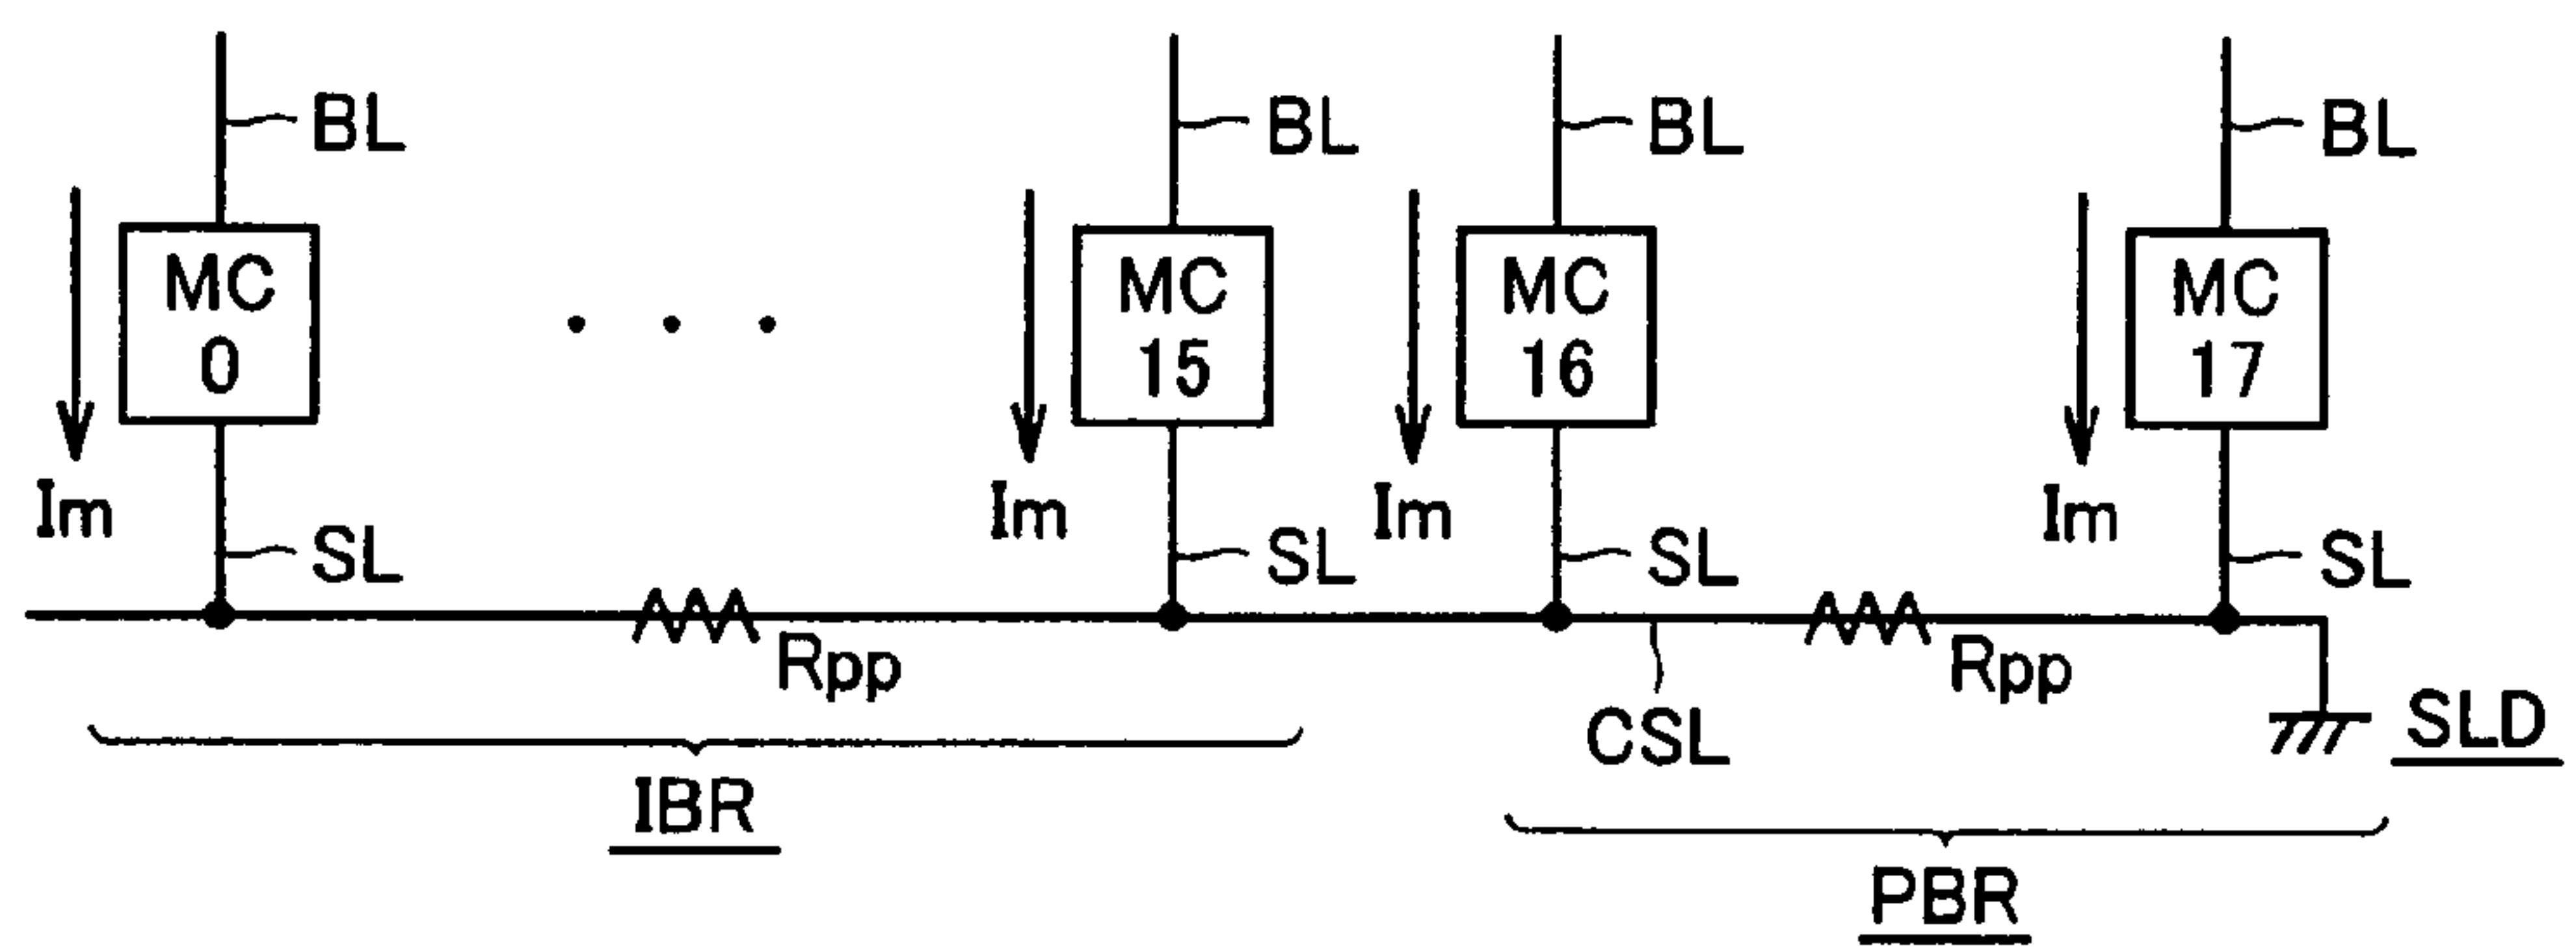 BL BL BL BL
MC MC MC MC
0 15 16 17
Im Im Im Im
SL SL SL SL
Rpp Rpp
CSL SLD
IBR
PBR